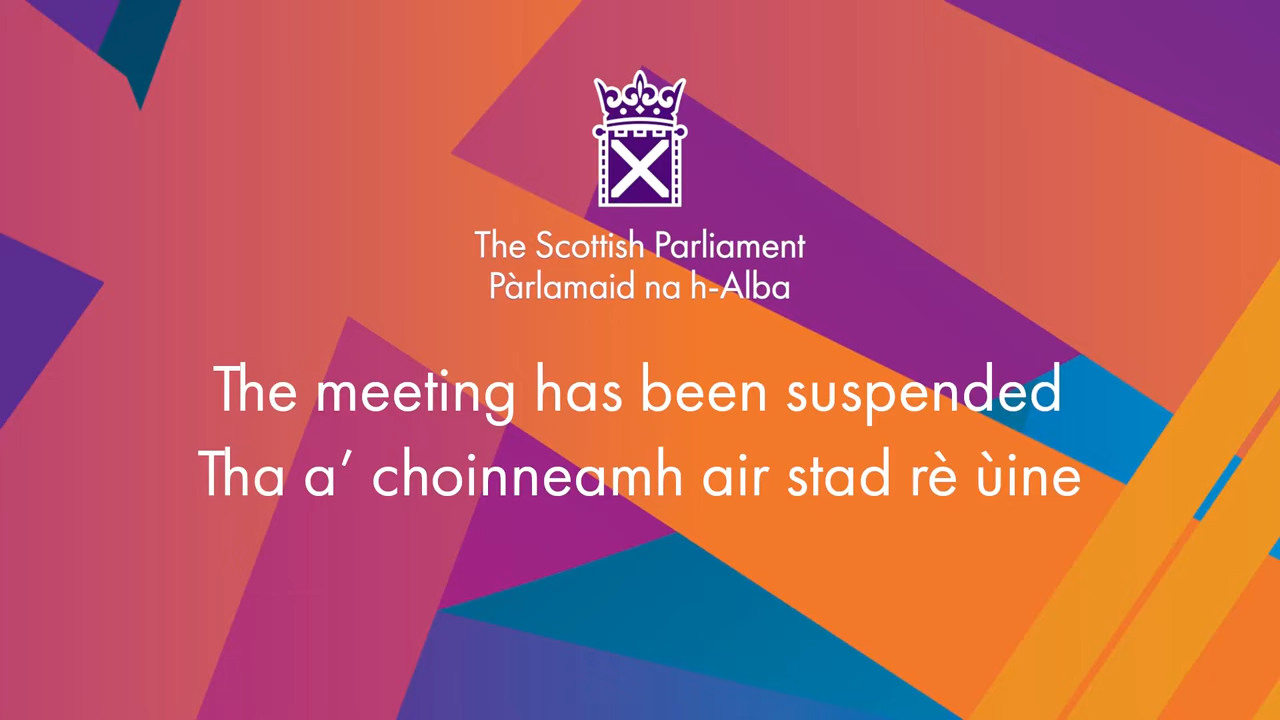 The Scottish Parliament
Pàrlamaid na h-Alba
The meeting has been suspended
Tha a’ choinneamh air stad rè ùine